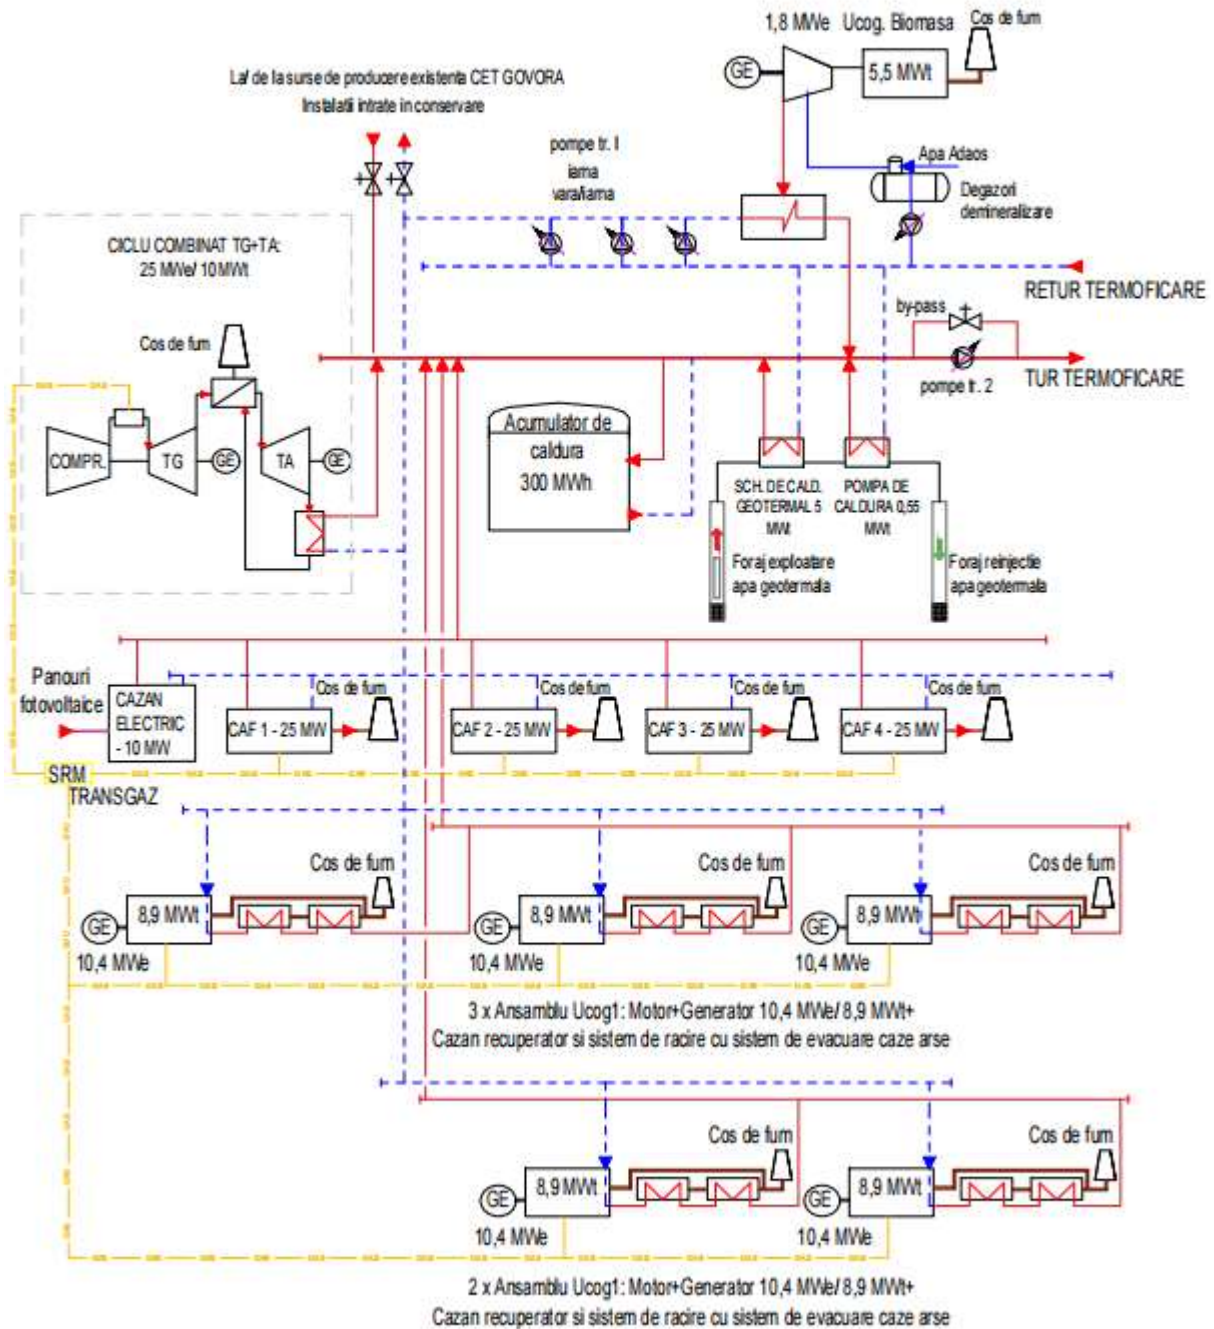 1,8 MWe Ucog. Biomasa
Cos de fum
GE
5,5 MWt
La/ de la surse de producere existenta CET GOVORA
Instalatii intrate in conservare
pompe tr. I
iarna
vara/iarna
Apa Adaos
Degazori
demineralizare
CICLU COMBINAT TG+TA:
25 MWe/ 10MWt
RETUR TERMOFICARE
by-pass
Cos de fum
TUR TERMOFICARE
pompe tr. 2
COMPR.
TG
GE
TA
GE
Acumulator de
caldura
300 MWh
SCH. DE CALD.
GEOTERMAL 5
MWt
POMPA DE
CALDURA 0,55
MWt
Foraj exploatare
apa geotermala
Foraj reinjectie
apa geotermala
Panouri
fotovoltaice
CAZAN
ELECTRIC
- 10 MW
Cos de fum
Cos de fum
Cos de fum
Cos de fum
CAF 1 - 25 MW
CAF 2 - 25 MW
CAF 3 - 25 MW
CAF 4 - 25 MW
SRM
TRANSGAZ
Cos de fum
Cos de fum
Cos de fum
GE
8,9 MWt
GE
8,9 MWt
GE
8,9 MWt
10,4 MWe
10,4 MWe
10,4 MWe
3 x Ansamblu Ucog1: Motor+Generator 10,4 MWe/ 8,9 MWt+
Cazan recuperator si sistem de racire cu sistem de evacuare caze arse
Cos de fum
Cos de fum
GE
8,9 MWt
GE
8,9 MWt
10,4 MWe
10,4 MWe
2 x Ansamblu Ucog1: Motor+Generator 10,4 MWe/ 8,9 MWt+
Cazan recuperator si sistem de racire cu sistem de evacuare caze arse